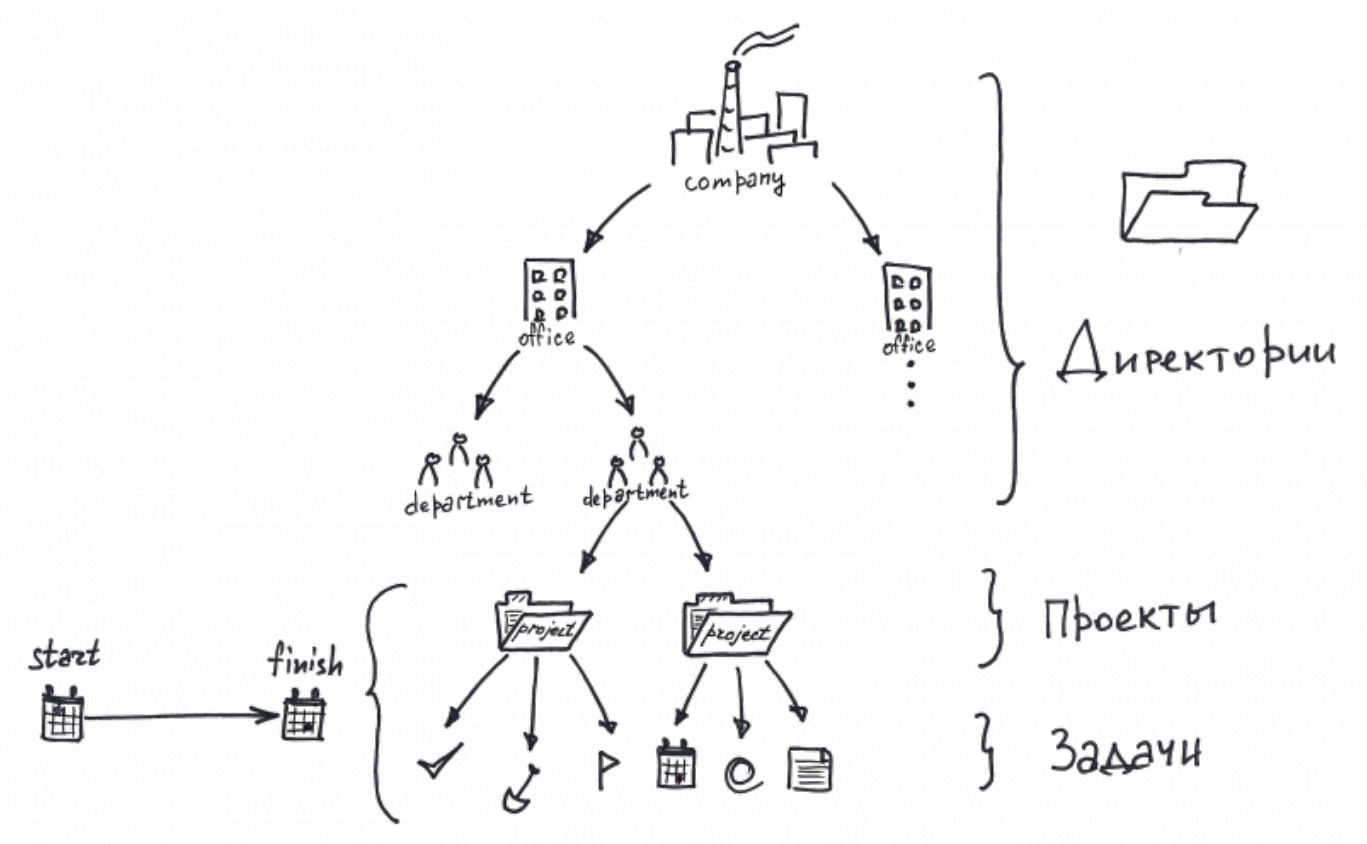 company
office
office
Директории
department
department
project
project
Проекты
start
finish
Задачи